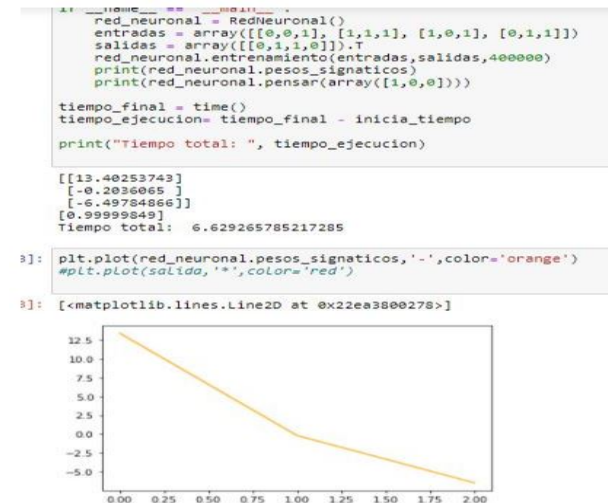 if __name__ == '__main__':
red_neuronal = RedNeuronal()
entradas = array([[0,0,1], [1,1,1], [1,0,1], [0,1,1]])
salidas = array([[0,1,1,0]]).T
red_neuronal.entrenamiento(entradas,salidas,400000)
print(red_neuronal.pesos_signaticos)
print(red_neuronal.pensar(array([1,0,0])))
tiempo_final = time()
tiempo_ejecucion= tiempo_final - inicia_tiempo
print("Tiempo total: ", tiempo_ejecucion)
[[13.40253743]
[-0.2036065 ]
[-6.49784866]]
[0.99999849]
Tiempo total:  6.629265785217285
]: plt.plot(red_neuronal.pesos_signaticos,'-',color='orange')
#plt.plot(salida,'*',color='red')
]: [<matplotlib.lines.Line2D at 0x22ea3800278>]
12.5
10.0
7.5
5.0
2.5
0.0
−2.5
−5.0
0.00 0.25 0.50 0.75 1.00 1.25 1.50 1.75 2.00